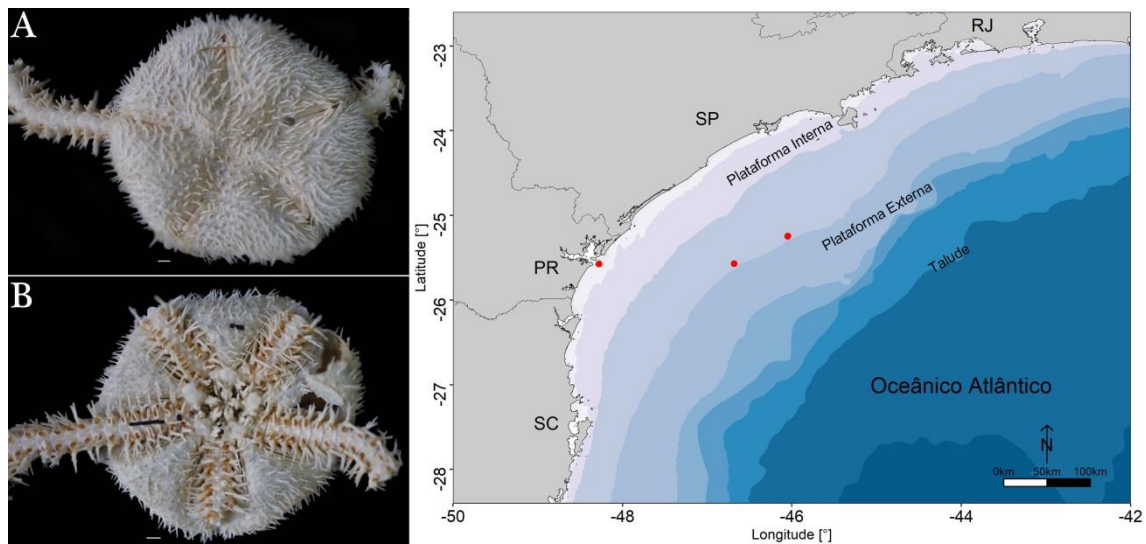 A
B
RJ
SP
PR
SC
Plataforma Interna
Plataforma Externa
Talude
Oceânico Atlântico
N
0km 50km 100km
-23
-24
-25
-26
-27
-28
Latitude [°]
-50 -48 -46 -44 -42
Longitude [°]